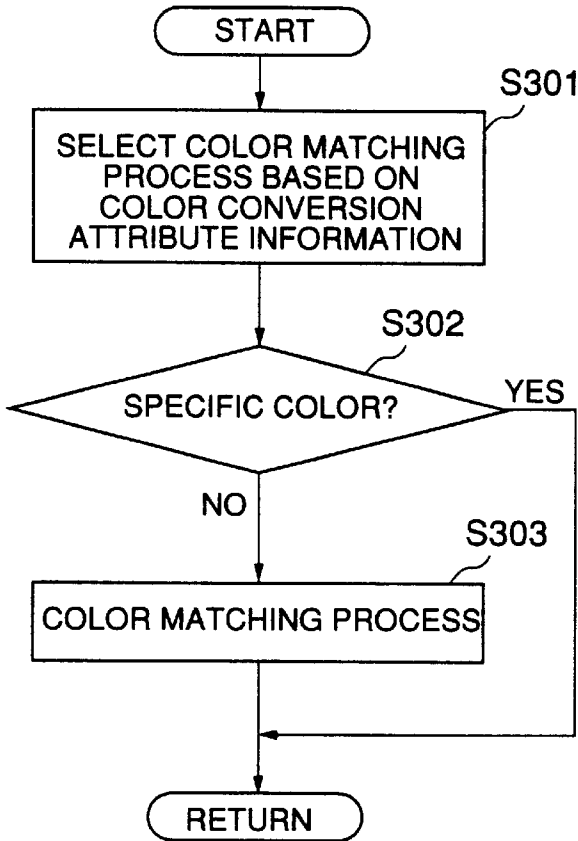 START
S301
SELECT COLOR MATCHING
PROCESS BASED ON
COLOR CONVERSION
ATTRIBUTE INFORMATION
S302
SPECIFIC COLOR?
YES
NO
S303
COLOR MATCHING PROCESS
RETURN